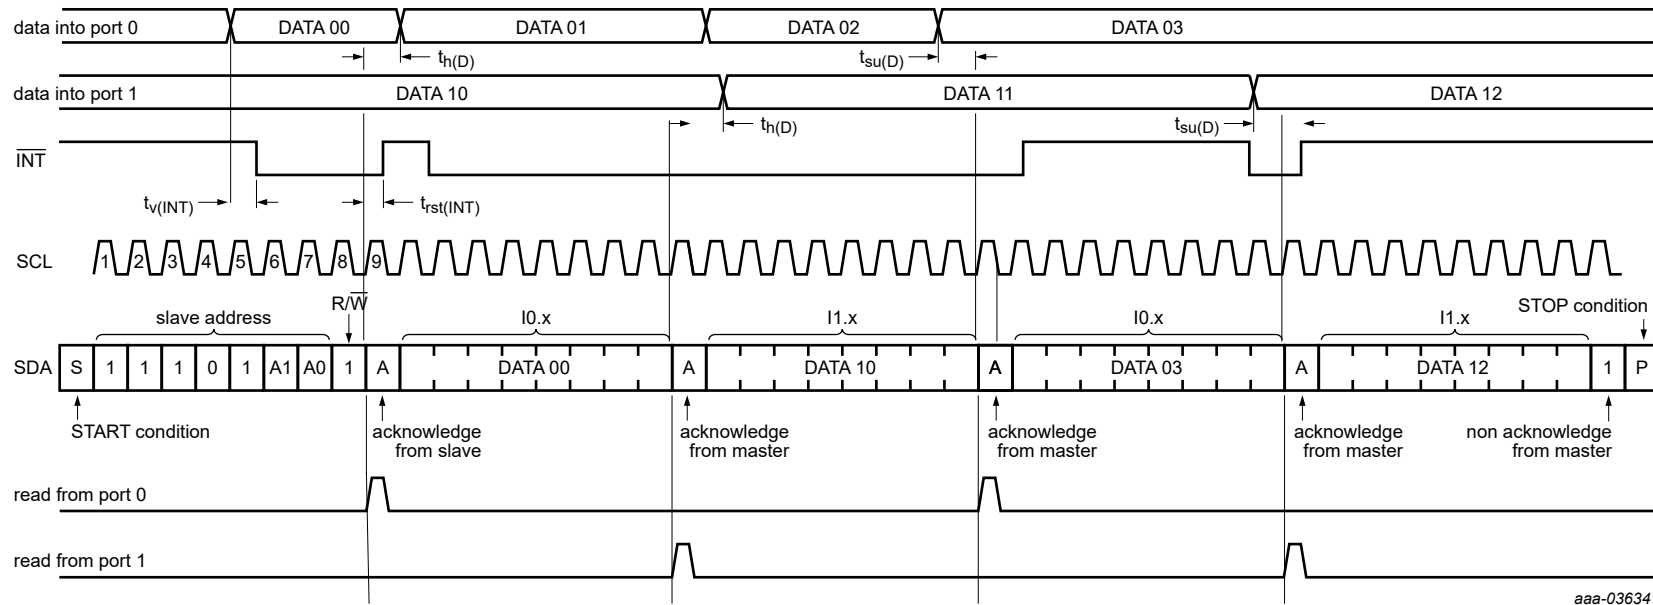 data into port 0 DATA 00 DATA 01 DATA 02 DATA 03
th(D) tsu(D)
data into port 1 DATA 10 DATA 11 DATA 12
th(D) tsu(D)
INT
tv(INT) trst(INT)
SCL 1 2 3 4 5 6 7 8 9
R/W
slave address I0.x I1.x I0.x I1.x STOP condition
SDA S 1 1 1 0 1 A1 A0 1 A DATA 00 A DATA 10 A DATA 03 A DATA 12 1 P
START condition acknowledge acknowledge acknowledge acknowledge non acknowledge
from slave from master from master from master from master
read from port 0
read from port 1
aaa-03634